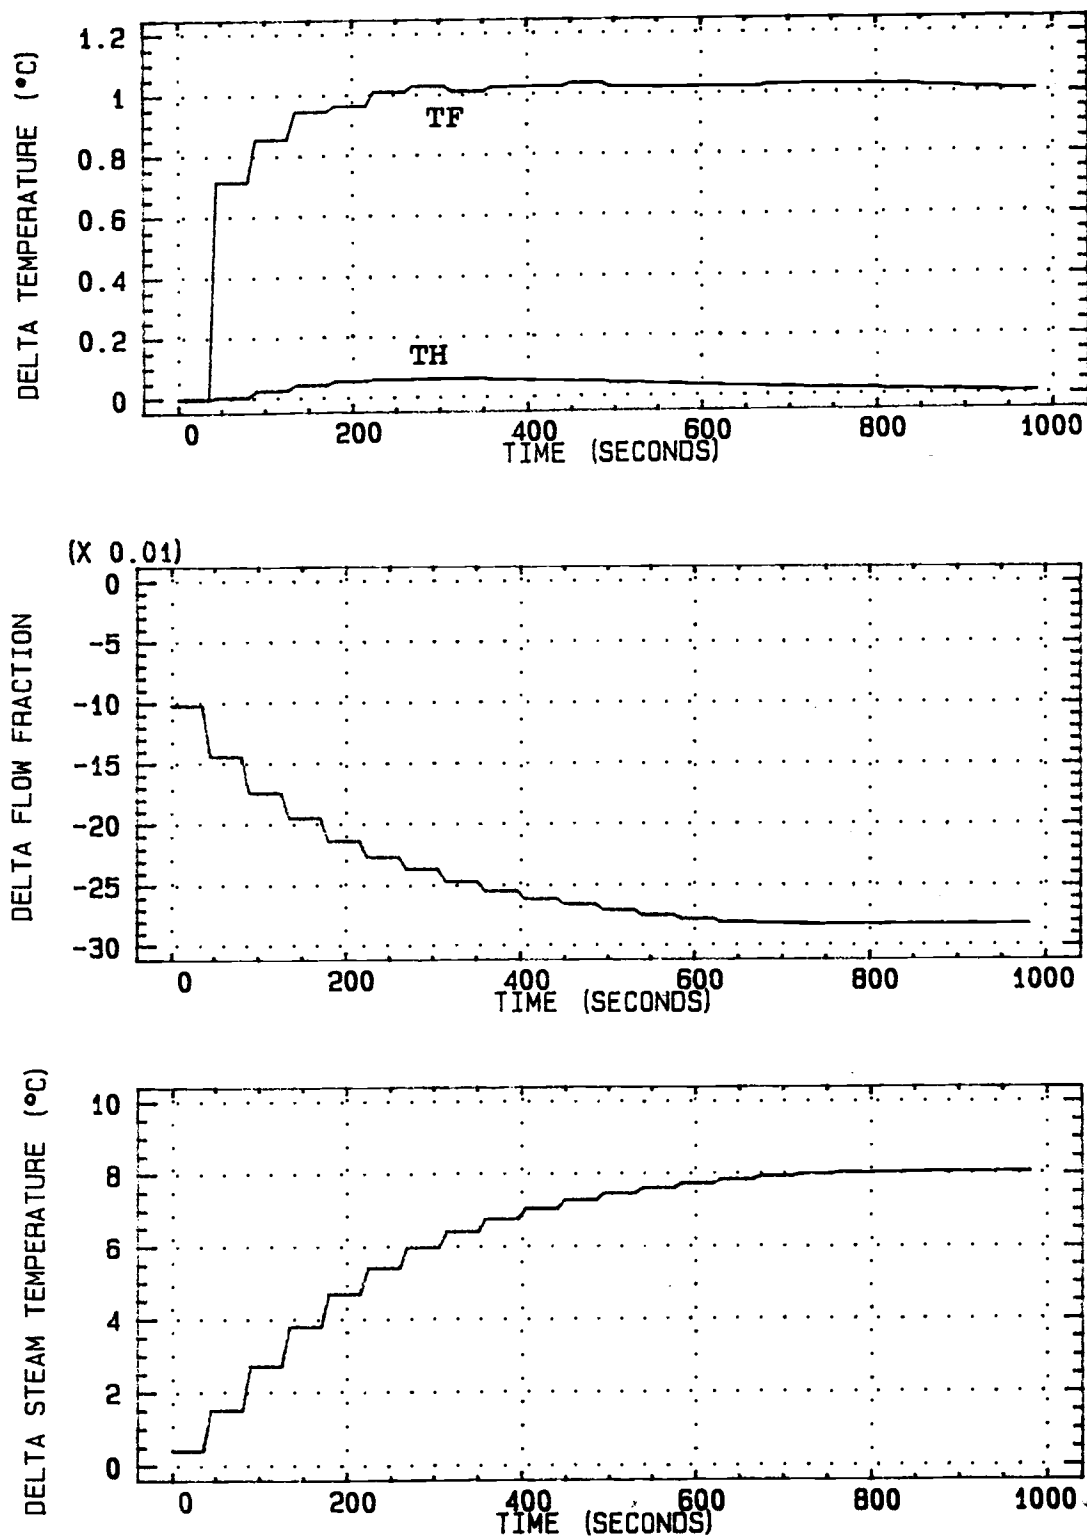 DELTA TEMPERATURE (°C)
1.2
1
0.8
0.6
0.4
0.2
0
TF
TH
0 200 400 600 800 1000
TIME (SECONDS)
(X 0.01)
DELTA FLOW FRACTION
0
-5
-10
-15
-20
-25
-30
0 200 400 600 800 1000
TIME (SECONDS)
DELTA STEAM TEMPERATURE (°C)
10
8
6
4
2
0
0 200 400 600 800 1000
TIME (SECONDS)